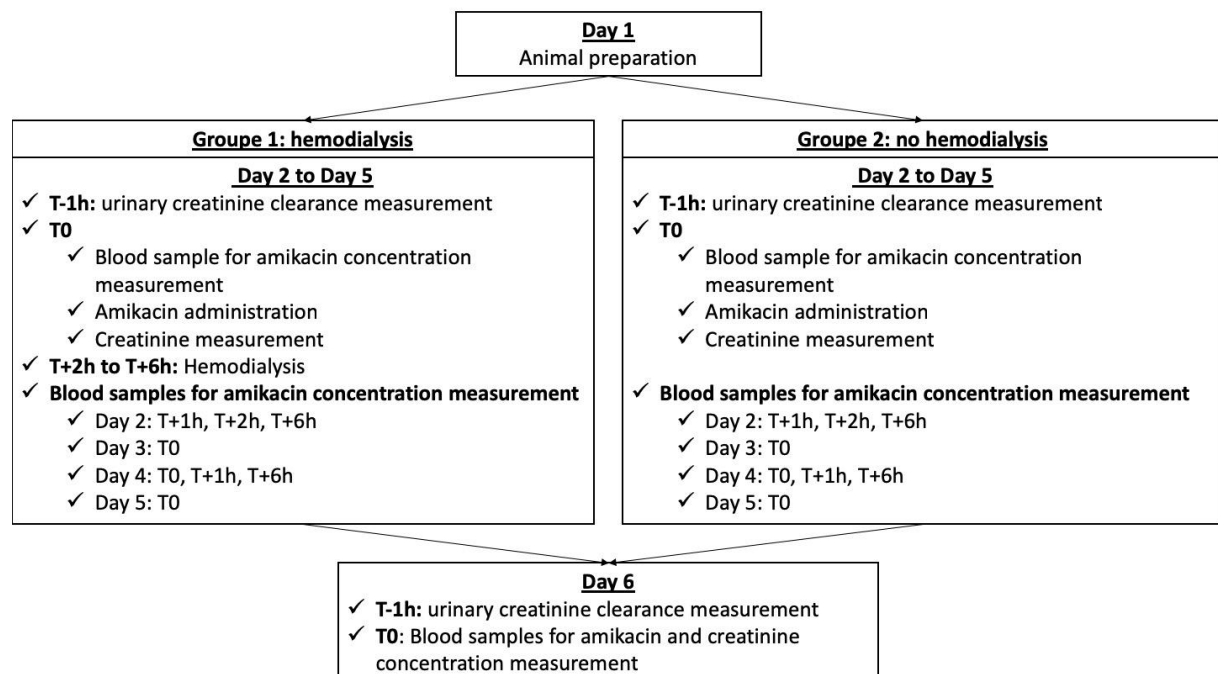 Day 1
Animal preparation
Groupe 1: hemodialysis
Day 2 to Day 5
✓ T-1h: urinary creatinine clearance measurement
✓ T0
✓ Blood sample for amikacin concentration
measurement
✓ Amikacin administration
✓ Creatinine measurement
✓ T+2h to T+6h: Hemodialysis
✓ Blood samples for amikacin concentration measurement
✓ Day 2: T+1h, T+2h, T+6h
✓ Day 3: T0
✓ Day 4: T0, T+1h, T+6h
✓ Day 5: T0
Groupe 2: no hemodialysis
Day 2 to Day 5
✓ T-1h: urinary creatinine clearance measurement
✓ T0
✓ Blood sample for amikacin concentration
measurement
✓ Amikacin administration
✓ Creatinine measurement
✓ Blood samples for amikacin concentration measurement
✓ Day 2: T+1h, T+2h, T+6h
✓ Day 3: T0
✓ Day 4: T0, T+1h, T+6h
✓ Day 5: T0
Day 6
✓ T-1h: urinary creatinine clearance measurement
✓ T0: Blood samples for amikacin and creatinine
concentration measurement